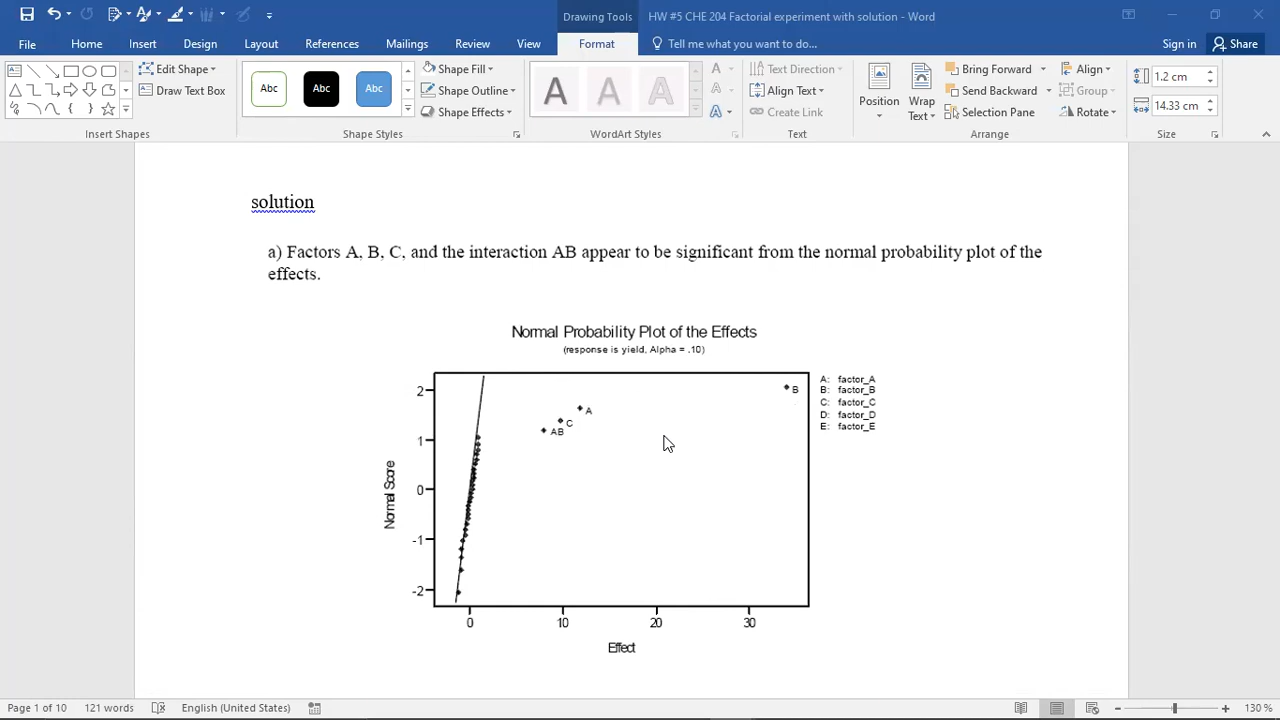 Drawing Tools
HW #5 CHE 204 Factorial experiment with solution - Word
File Home Insert Design Layout References Mailings Review View Format Tell me what you want to do... Sign in Share
Edit Shape
Draw Text Box
Insert Shapes
Abc Abc Abc
Shape Fill
Shape Outline
Shape Effects
Shape Styles
A A A
A
A
A
WordArt Styles
Text Direction
Align Text
Create Link
Text
Position
Wrap Text
Bring Forward
Send Backward
Selection Pane
Align
Group
Rotate
Arrange
1.2 cm
14.33 cm
Size
solution
a) Factors A, B, C, and the interaction AB appear to be significant from the normal probability plot of the
effects.
Normal Probability Plot of the Effects
(response is yield, Alpha = .10)
2
1
0
-1
-2
Normal Score
B
A
C
AB
A: factor_A
B: factor_B
C: factor_C
D: factor_D
E: factor_E
0 10 20 30
Effect
Page 1 of 10 121 words English (United States) 130 %